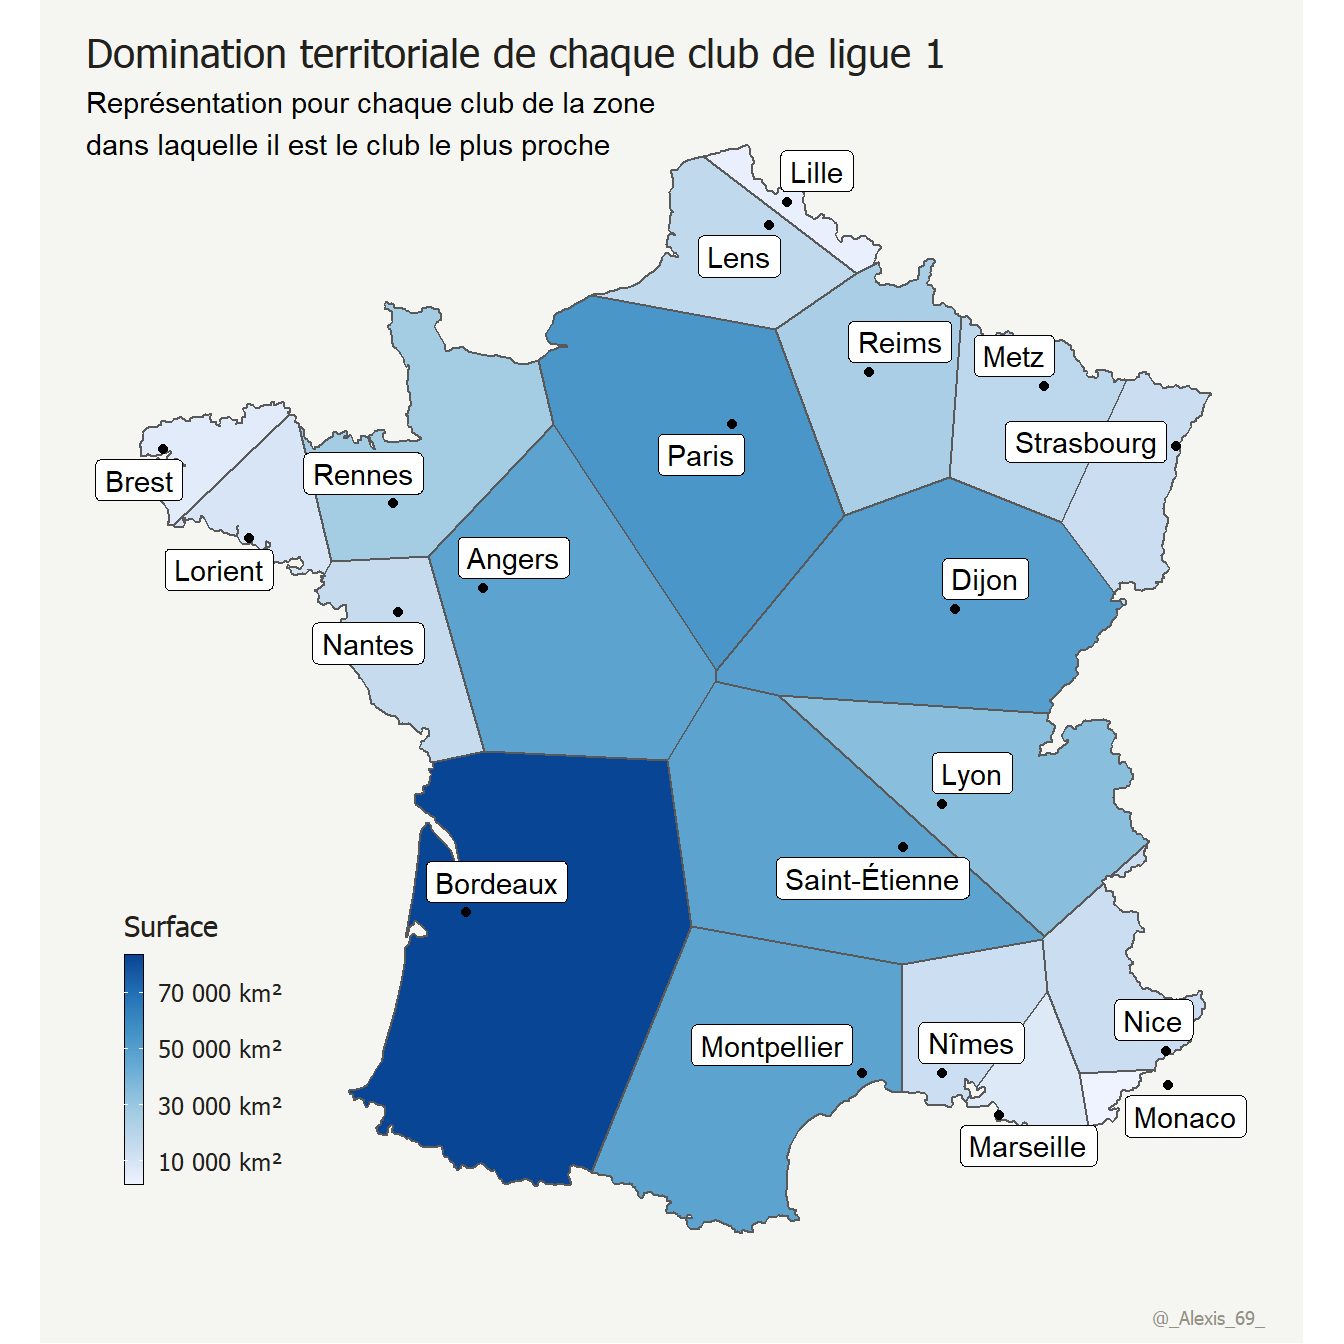 Domination territoriale de chaque club de ligue 1
Représentation pour chaque club de la zone
dans laquelle il est le club le plus proche
Lille
Lens
Reims
Metz
Strasbourg
Paris
Rennes
Brest
Lorient
Angers
Dijon
Nantes
Lyon
Saint-Étienne
Bordeaux
Surface
70 000 km²
50 000 km²
30 000 km²
10 000 km²
Nice
Nîmes
Montpellier
Monaco
Marseille
@_Alexis_69_